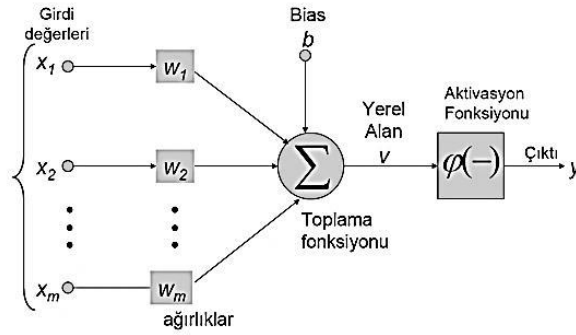 Girdi
değerleri
x1
w1
x2
w2
xm
wm
ağırlıklar
Bias
b
∑
Toplama
fonksiyonu
Yerel
Alan
v
Aktivasyon
Fonksiyonu
φ(−)
Çıktı
y